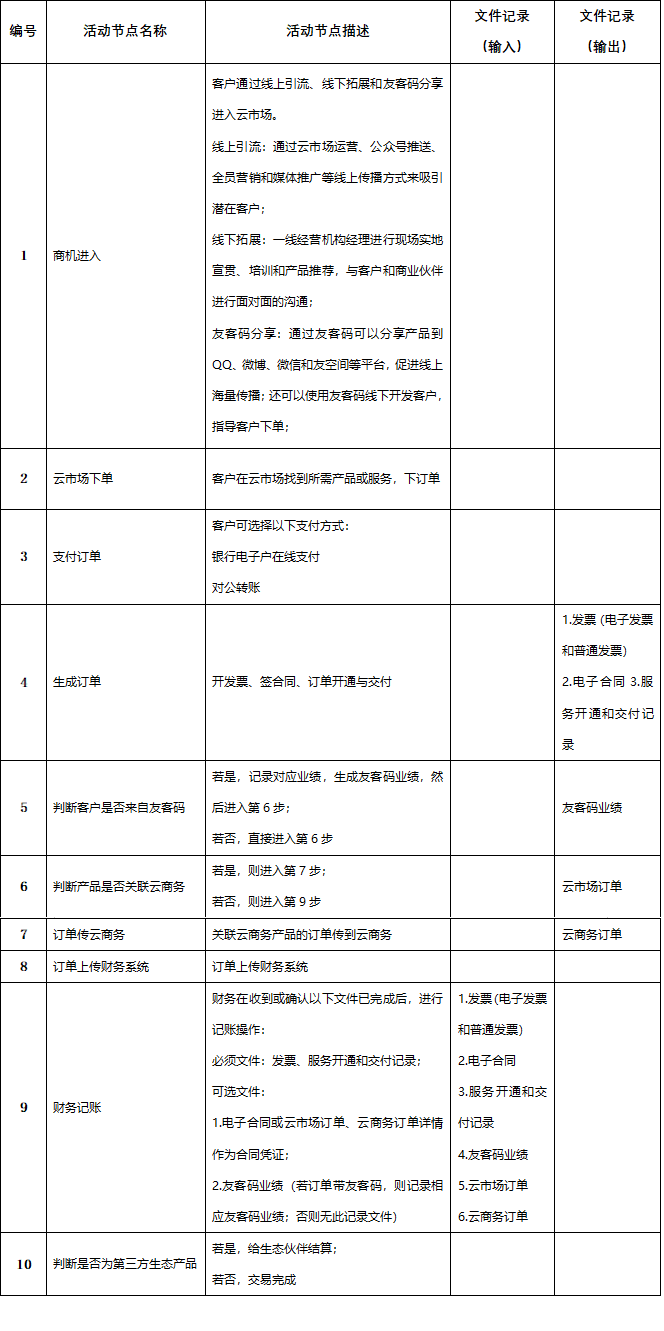 编号
活动节点名称
活动节点描述
文件记录
（输入）
文件记录
（输出）
1
商机进入
客户通过线上引流、线下拓展和友客码分享
进入云市场。
线上引流：通过云市场运营、公众号推送、
全员营销和媒体推广等线上传播方式来吸引
潜在客户；
线下拓展：一线经营机构经理进行现场实地
宣贯、培训和产品推荐，与客户和商业伙伴
进行面对面的沟通；
友客码分享：通过友客码可以分享产品到
QQ、微博、微信和友空间等平台，促进线上
海量传播；还可以使用友客码线下开发客户，
指导客户下单；
2
云市场下单
客户在云市场找到所需产品或服务，下订单
3
支付订单
客户可选择以下支付方式：
银行电子户在线支付
对公转账
4
生成订单
开发票、签合同、订单开通与交付
1.发票（电子发票
和普通发票）
2.电子合同 3.服
务开通和交付记
录
5
判断客户是否来自友客码
若是，记录对应业绩，生成友客码业绩，然
后进入第 6 步；
若否，直接进入第 6 步
友客码业绩
6
判断产品是否关联云商务
若是，则进入第 7 步；
若否，则进入第 9 步
云市场订单
7
订单传云商务
关联云商务产品的订单传到云商务
云商务订单
8
订单上传财务系统
订单上传财务系统
9
财务记账
财务在收到或确认以下文件已完成后，进行
记账操作：
必须文件：发票、服务开通和交付记录；
可选文件：
1.电子合同或云市场订单、云商务订单详情
作为合同凭证；
2.友客码业绩（若订单带友客码，则记录相
应友客码业绩；否则无此记录文件）
1.发票（电子发票
和普通发票）
2.电子合同
3.服务开通和交
付记录
4.友客码业绩
5.云市场订单
6.云商务订单
10
判断是否为第三方生态产品
若是，给生态伙伴结算；
若否，交易完成